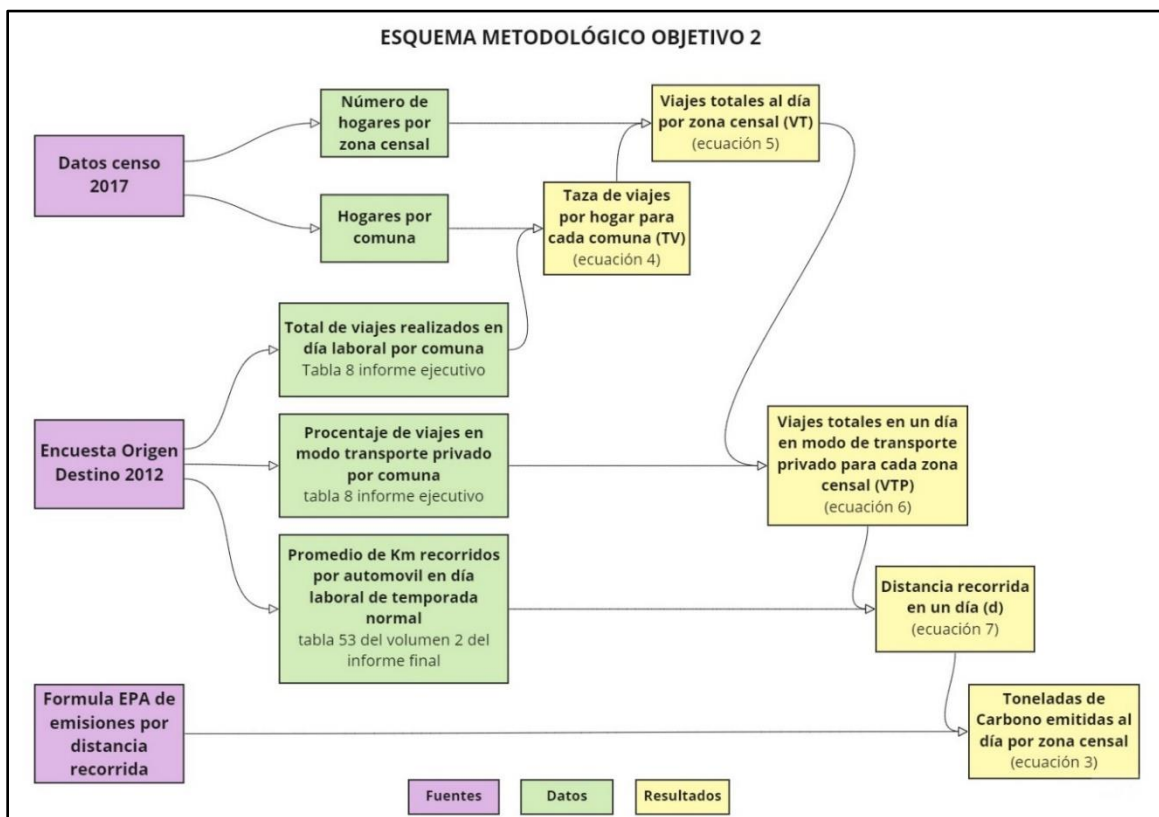 ESQUEMA METODOLÓGICO OBJETIVO 2
Datos censo
2017
Número de
hogares por
zona censal
Hogares por
comuna
Viajes totales al día
por zona censal (VT)
(ecuación 5)
Taza de viajes
por hogar para
cada comuna (TV)
(ecuación 4)
Encuesta Origen
Destino 2012
Total de viajes realizados en
día laboral por comuna
Tabla 8 informe ejecutivo
Procentaje de viajes en
modo transporte privado
por comuna
tabla 8 informe ejecutivo
Promedio de Km recorridos
por automovil en día
laboral de temporada
normal
tabla 53 del volumen 2 del
informe final
Viajes totales en un día
en modo de transporte
privado para cada zona
censal (VTP)
(ecuación 6)
Distancia recorrida
en un día (d)
(ecuación 7)
Formula EPA de
emisiones por
distancia
recorrida
Toneladas de
Carbono emitidas al
día por zona censal
(ecuación 3)
Fuentes
Datos
Resultados